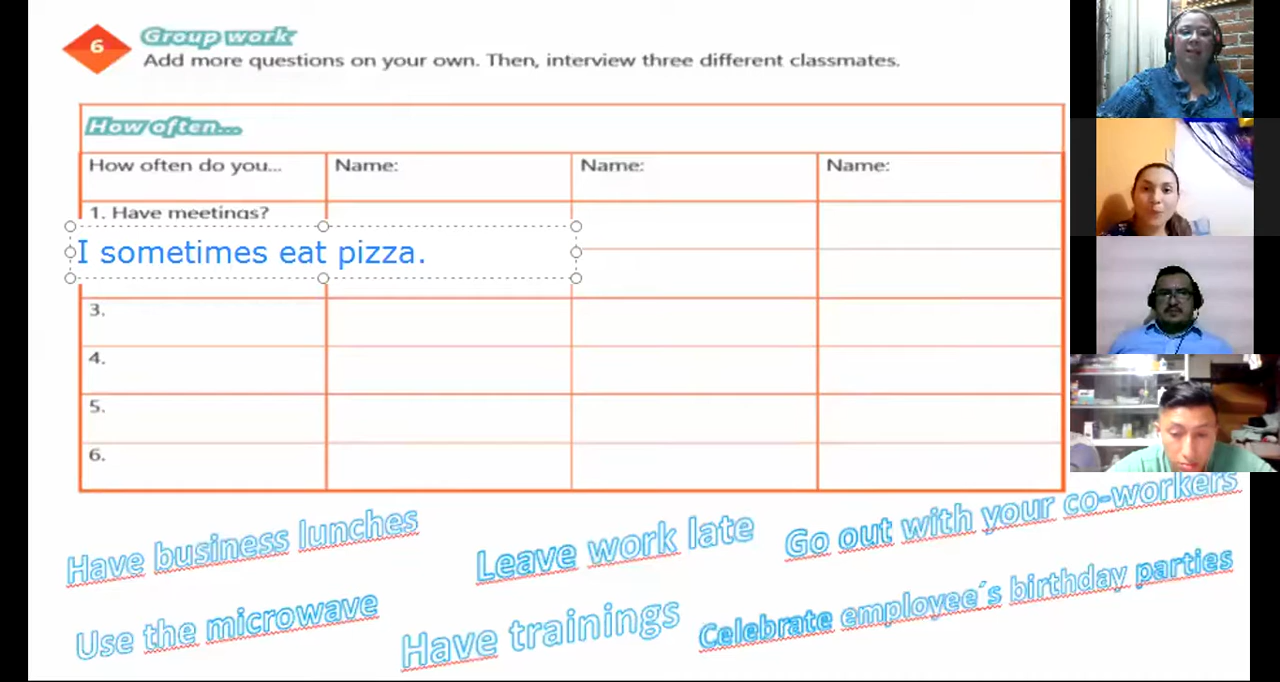 6
Group work
Add more questions on your own. Then, interview three different classmates.
How often...
How often do you... Name: Name: Name:
1. Have meetings?
I sometimes eat pizza.
3.
4.
5.
6.
Have business lunches
Leave work late
Go out with your co-workers
Use the microwave
Have trainings
Celebrate employee´s birthday parties